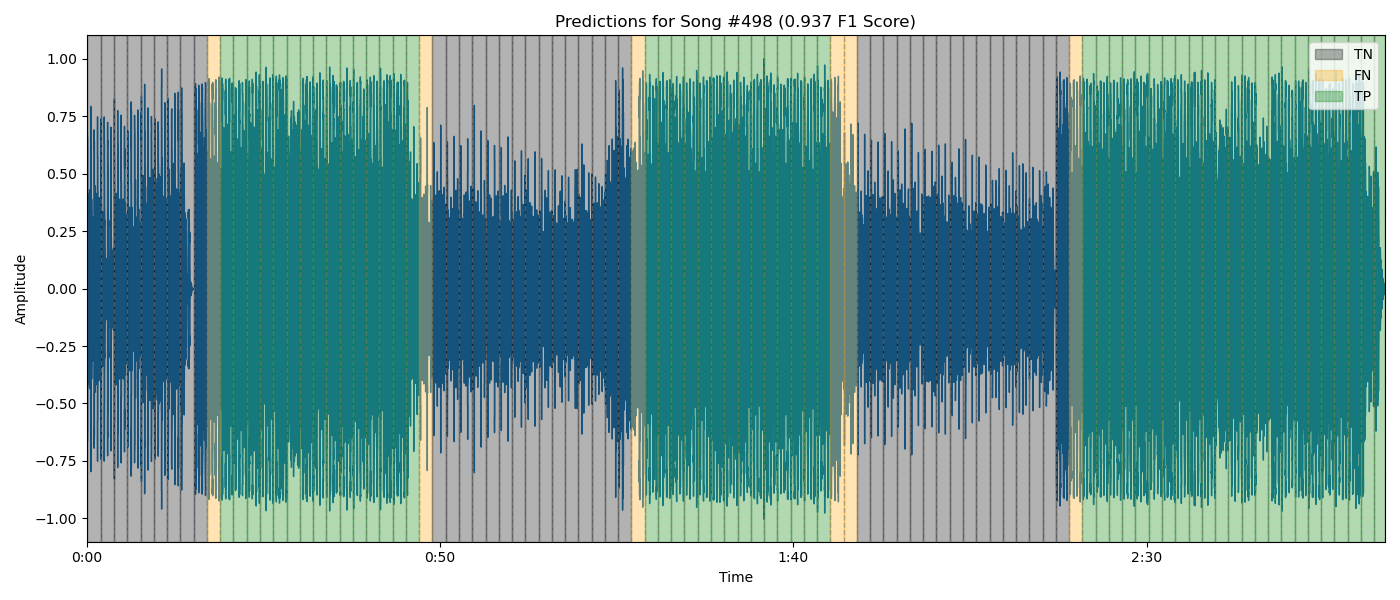 Predictions for Song #498 (0.937 F1 Score)
1.00
0.75
0.50
0.25
0.00
−0.25
−0.50
−0.75
−1.00
Amplitude
TN
FN
TP
0:00
0:50
1:40
2:30
Time